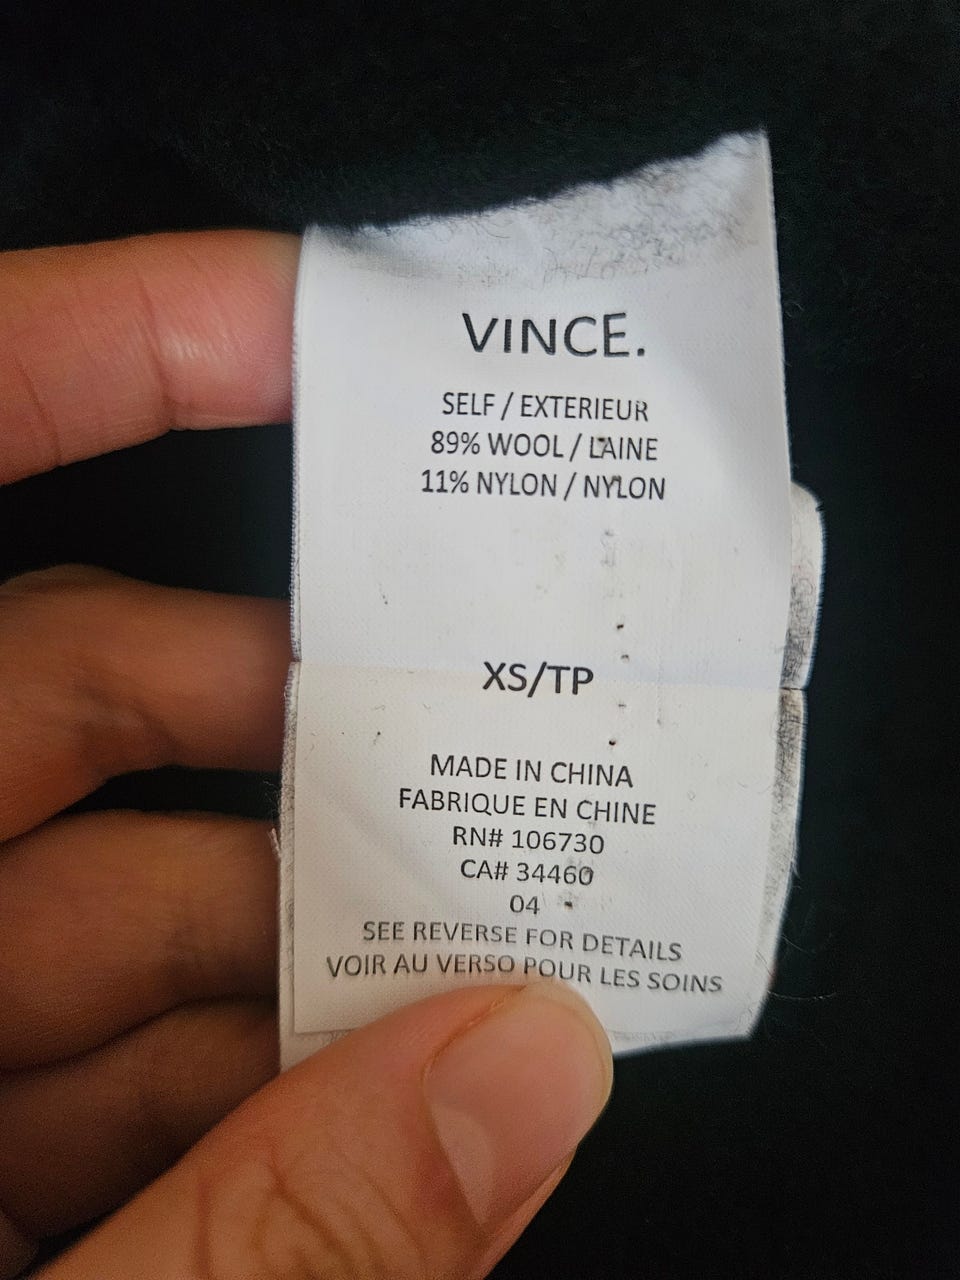 VINCE.
SELF / EXTERIEUR
89% WOOL / LAINE
11% NYLON / NYLON
XS/TP
MADE IN CHINA
FABRIQUE EN CHINE
RN# 106730
CA# 34460
04
SEE REVERSE FOR DETAILS
VOIR AU VERSO POUR LES SOINS